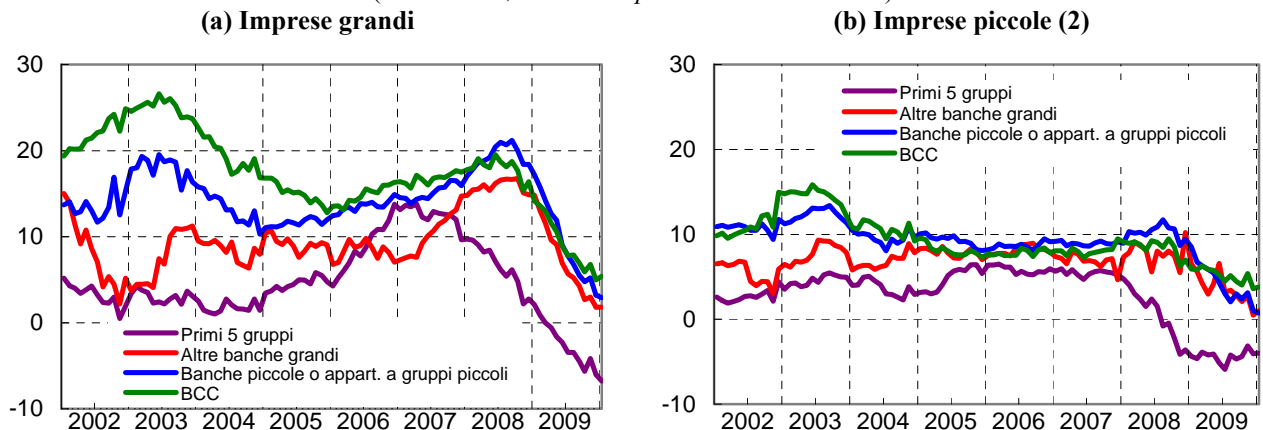 (a) Imprese grandi
(b) Imprese piccole (2)
30
20
10
0
-10
Primi 5 gruppi
Altre banche grandi
Banche piccole o appart. a gruppi piccoli
BCC
2002 2003 2004 2005 2006 2007 2008 2009
30
20
10
0
-10
Primi 5 gruppi
Altre banche grandi
Banche piccole o appart. a gruppi piccoli
BCC
2002 2003 2004 2005 2006 2007 2008 2009